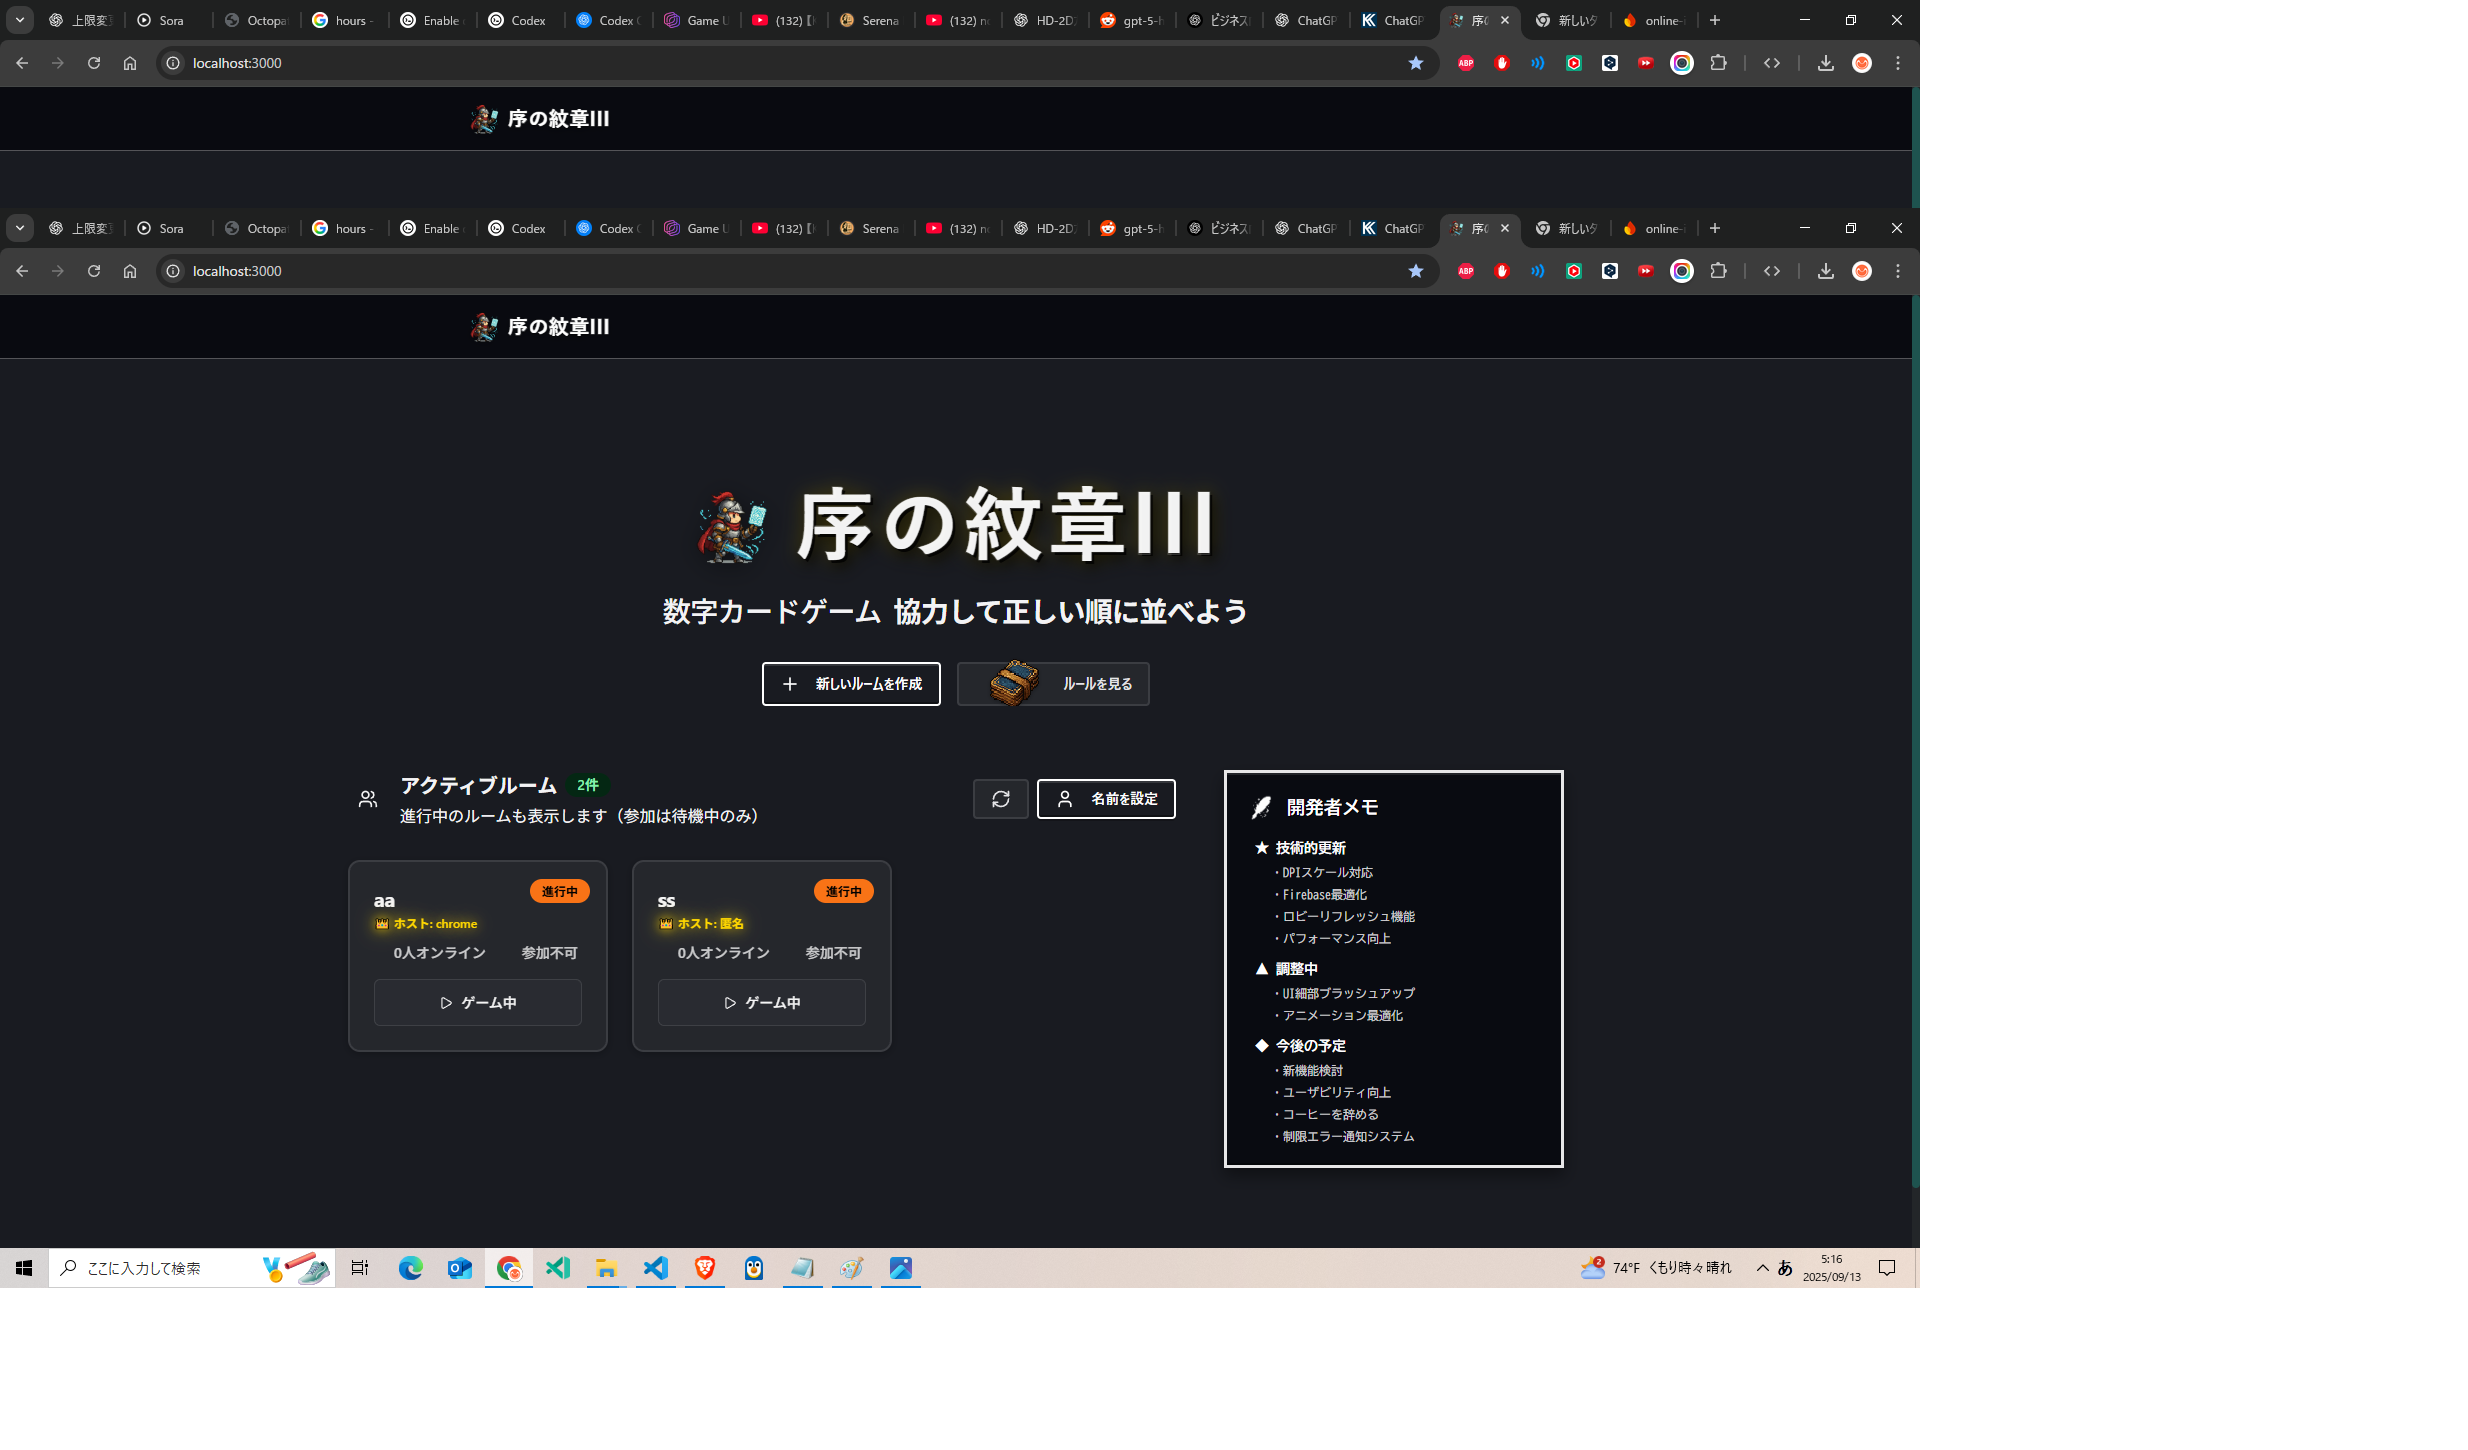 上限変更
Sora
Octopat
hours -
Enable
Codex
Codex
Game U
(132)
Serena
(132)
HD-2D
gpt-5-h
ビジネス
ChatGP
ChatGP
序の
新しいタ
online-
localhost:3000
ABP
序の紋章III
上限変更
Sora
Octopat
hours -
Enable
Codex
Codex
Game U
(132)
Serena
(132)
HD-2D
gpt-5-h
ビジネス
ChatGP
ChatGP
序の
新しいタ
online-
localhost:3000
ABP
序の紋章III
序の紋章III
数字カードゲーム 協力して正しい順に並べよう
新しいルームを作成
ルールを見る
アクティブルーム 2件
進行中のルームも表示します（参加は待機中のみ）
名前を設定
進行中
aa
ホスト: chrome
0人オンライン 参加不可
ゲーム中
進行中
ss
ホスト: 匿名
0人オンライン 参加不可
ゲーム中
開発者メモ
★ 技術的更新
・DPIスケール対応
・Firebase最適化
・ロビーリフレッシュ機能
・パフォーマンス向上
▲ 調整中
・UI細部ブラッシュアップ
・アニメーション最適化
◆ 今後の予定
・新機能検討
・ユーザビリティ向上
・コーヒーを辞める
・制限エラー通知システム
ここに入力して検索
2
74°F くもり時々晴れ
あ
5:16
2025/09/13